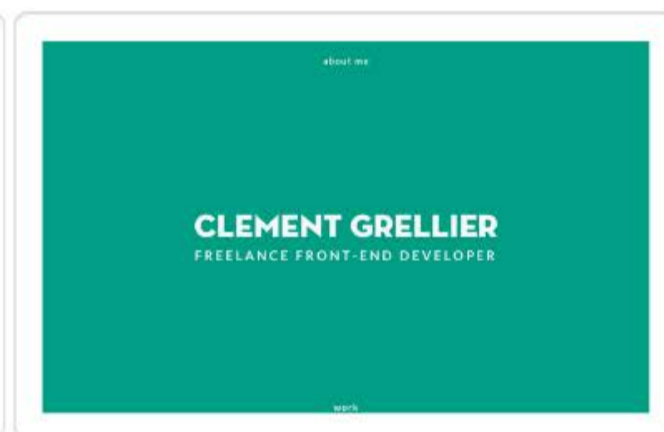 about me
CLEMENT GRELLIER
FREELANCE FRONT-END DEVELOPER
work